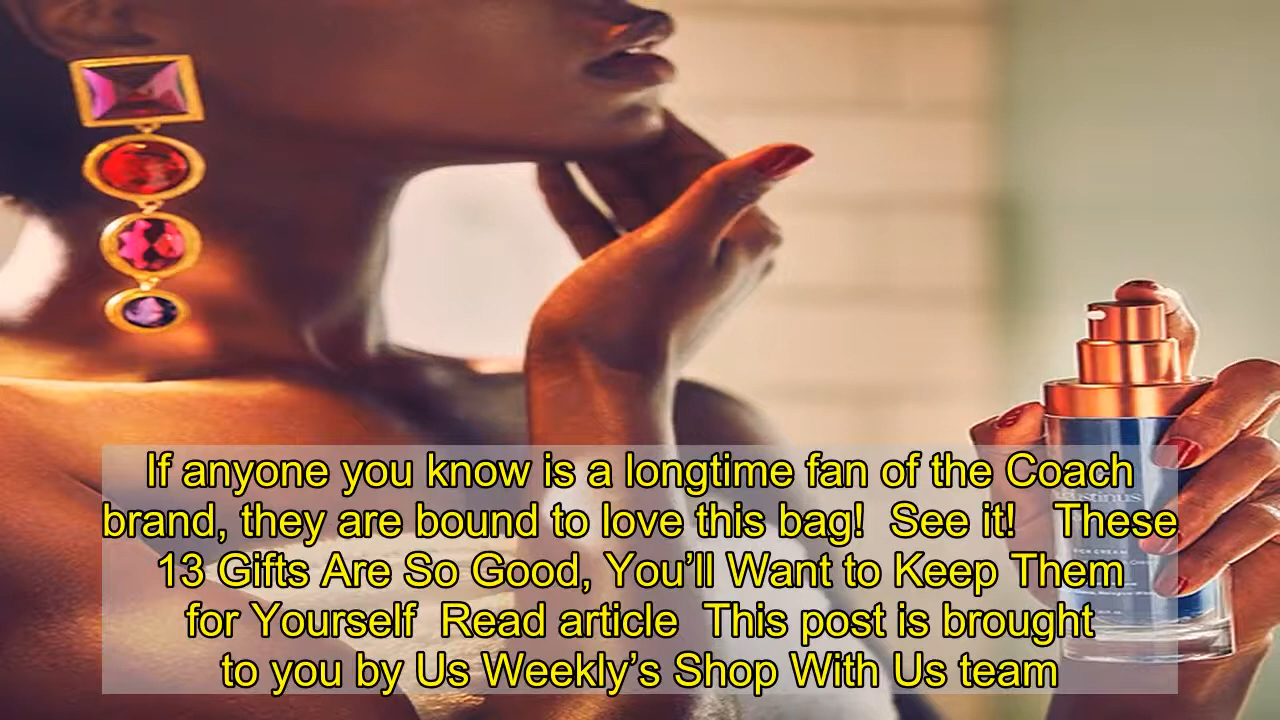 If anyone you know is a longtime fan of the Coach
brand, they are bound to love this bag!  See it!   These
13 Gifts Are So Good, You’ll Want to Keep Them
for Yourself  Read article  This post is brought
to you by Us Weekly’s Shop With Us team